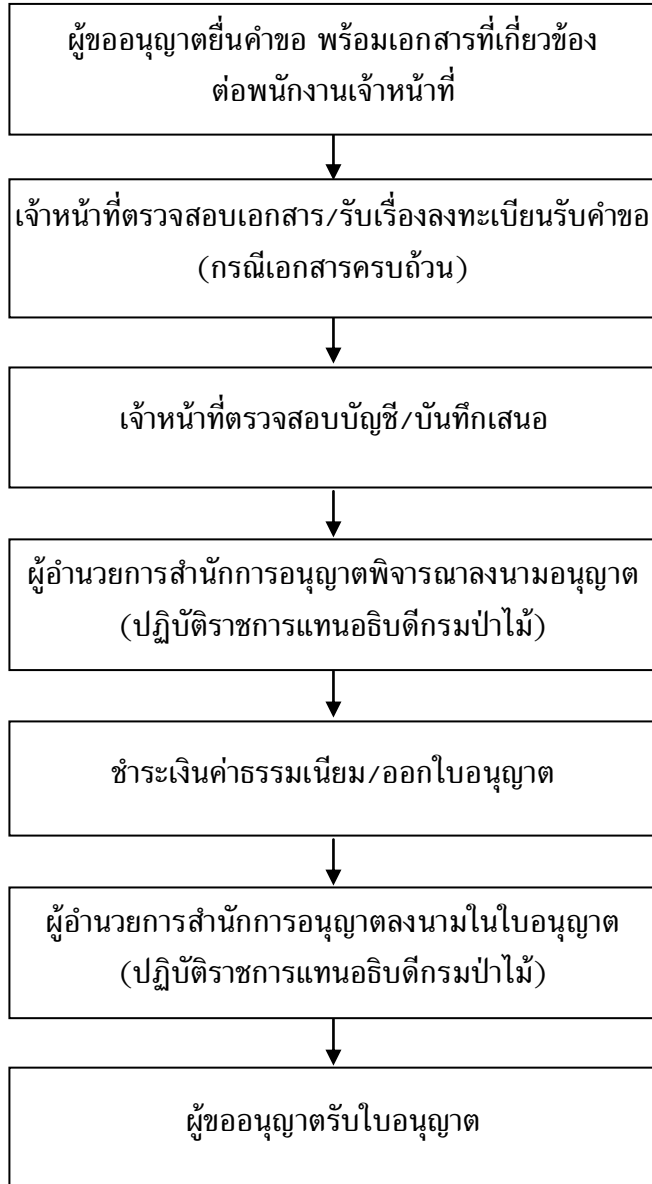 ผู้ขออนุญาตยื่นคำขอ พร้อมเอกสารที่เกี่ยวข้อง
ต่อพนักงานเจ้าหน้าที่
เจ้าหน้าที่ตรวจสอบเอกสาร/รับเรื่องลงทะเบียนรับคำขอ
(กรณีเอกสารครบถ้วน)
เจ้าหน้าที่ตรวจสอบบัญชี/บันทึกเสนอ
ผู้อำนวยการสำนักการอนุญาตพิจารณาลงนามอนุญาต
(ปฏิบัติราชการแทนอธิบดีกรมป่าไม้)
ชำระเงินค่าธรรมเนียม/ออกใบอนุญาต
ผู้อำนวยการสำนักการอนุญาตลงนามในใบอนุญาต
(ปฏิบัติราชการแทนอธิบดีกรมป่าไม้)
ผู้ขออนุญาตรับใบอนุญาต